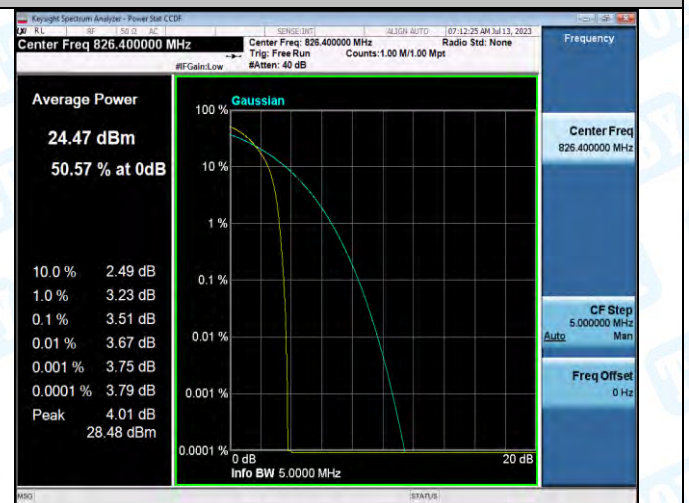 Keysight Spectrum Analyzer - Power Stat CCDF
RL RF 50 Ω AC SENSE:INT ALIGN AUTO 07:12:25 AM Jul 13, 2023
Center Freq 826.400000 MHz
Center Freq: 826.400000 MHz Radio Std: None
Trig: Free Run Counts:1.00 M/1.00 Mpt
#IFGain:Low #Atten: 40 dB
Frequency
Average Power
24.47 dBm
50.57 % at 0dB
10.0 % 2.49 dB
1.0 % 3.23 dB
0.1 % 3.51 dB
0.01 % 3.67 dB
0.001 % 3.75 dB
0.0001 % 3.79 dB
Peak 4.01 dB
28.48 dBm
Gaussian
100 %
10 %
1 %
0.1 %
0.01 %
0.001 %
0.0001 %
0 dB 20 dB
Info BW 5.0000 MHz
Center Freq
826.400000 MHz
CF Step
5.000000 MHz
Auto Man
Freq Offset
0 Hz
MSG STATUS